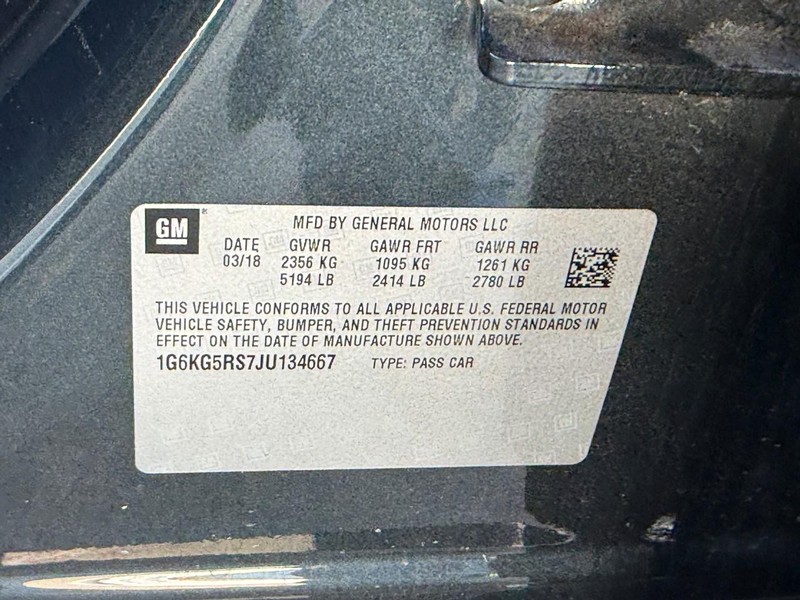 GM
MFD BY GENERAL MOTORS LLC
DATE GVWR GAWR FRT GAWR RR
03/18 2356 KG 1095 KG 1261 KG
5194 LB 2414 LB 2780 LB
THIS VEHICLE CONFORMS TO ALL APPLICABLE U.S. FEDERAL MOTOR
VEHICLE SAFETY, BUMPER, AND THEFT PREVENTION STANDARDS IN
EFFECT ON THE DATE OF MANUFACTURE SHOWN ABOVE.
1G6KG5RS7JU134667 TYPE: PASS CAR